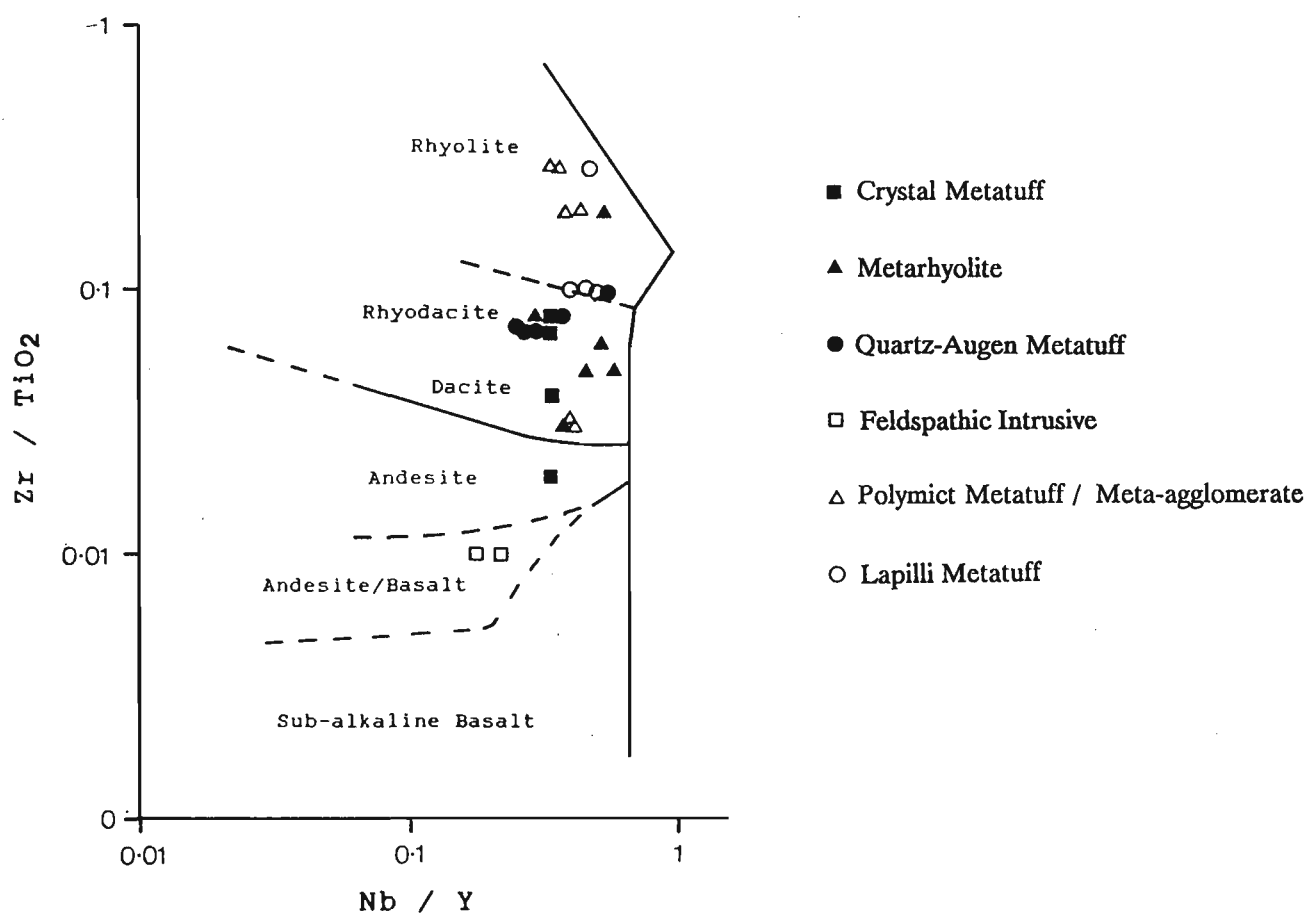 1
Rhyolite
Crystal Metatuff
Metarhyolite
0·1
Rhyodacite
Quartz-Augen Metatuff
Dacite
Zr / TiO2
Feldspathic Intrusive
Andesite
Polymict Metatuff / Meta-agglomerate
0·01
Andesite/Basalt
Lapilli Metatuff
Sub-alkaline Basalt
0
0·01
0·1
1
Nb / Y